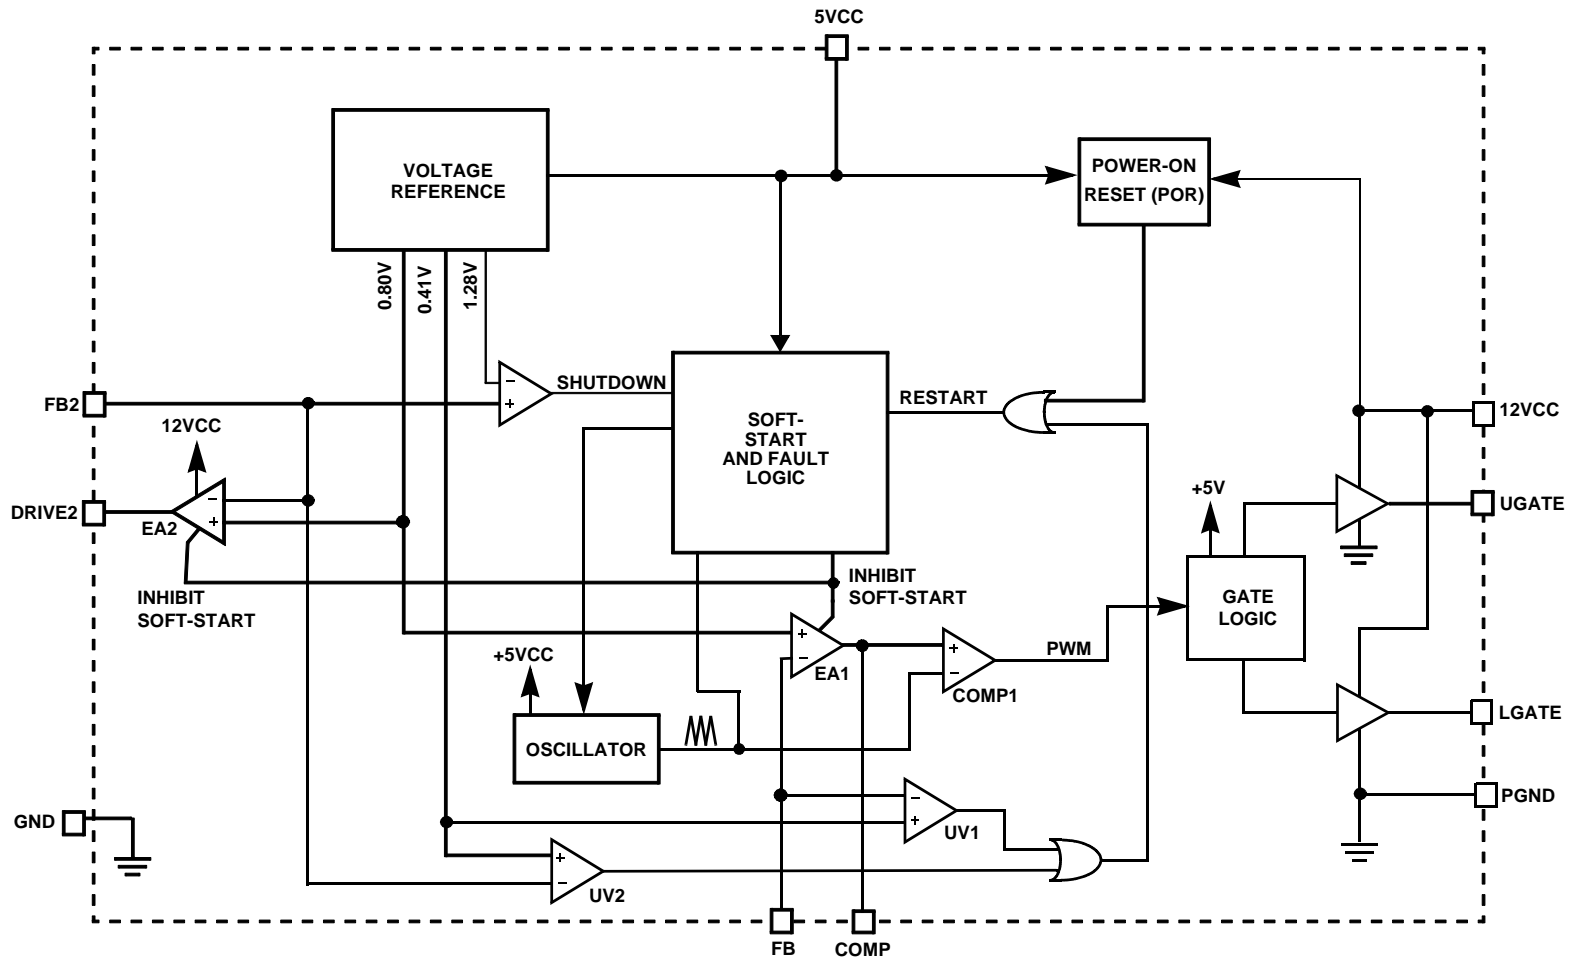 5VCC
VOLTAGE
REFERENCE
POWER-ON
RESET (POR)
0.80V
0.41V
1.28V
FB2
SHUTDOWN
RESTART
12VCC
12VCC
SOFT-
START
AND FAULT
LOGIC
DRIVE2
-
+
-
+
EA2
+5V
UGATE
INHIBIT
SOFT-START
INHIBIT
SOFT-START
GATE
LOGIC
+
-
EA1
+
-
COMP1
PWM
+5VCC
OSCILLATOR
LGATE
GND
-
+
UV1
PGND
+
-
UV2
FB
COMP